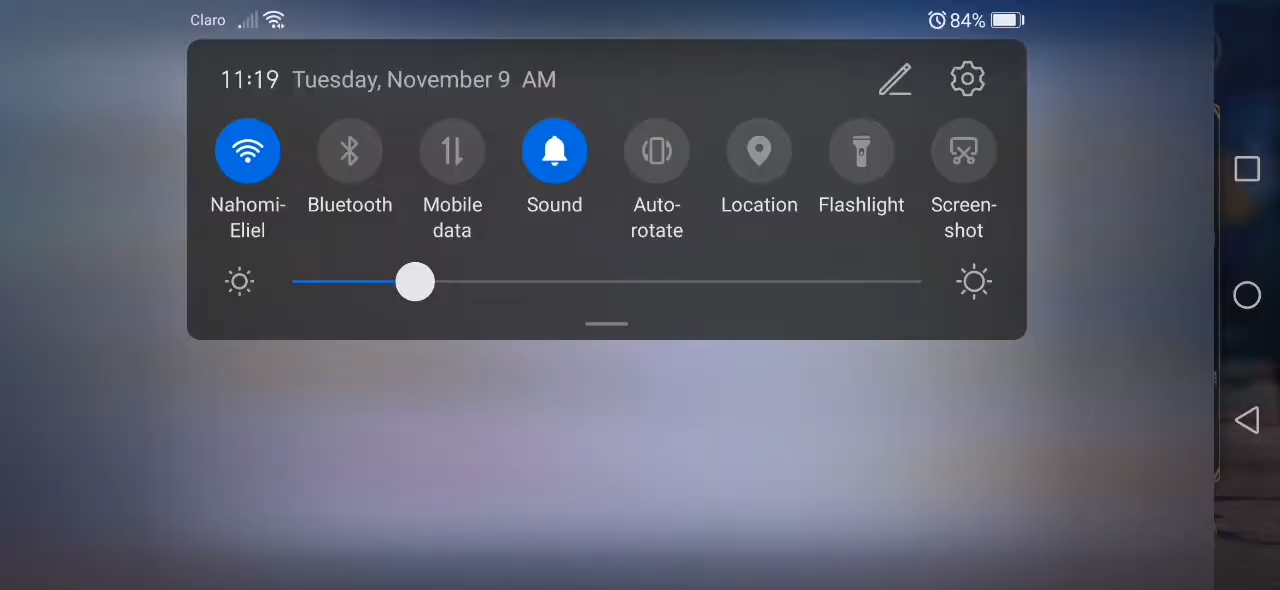 Claro 84%
11:19 Tuesday, November 9 AM
Nahomi-
Eliel
Bluetooth
Mobile
data
Sound
Auto-
rotate
Location
Flashlight
Screen-
shot